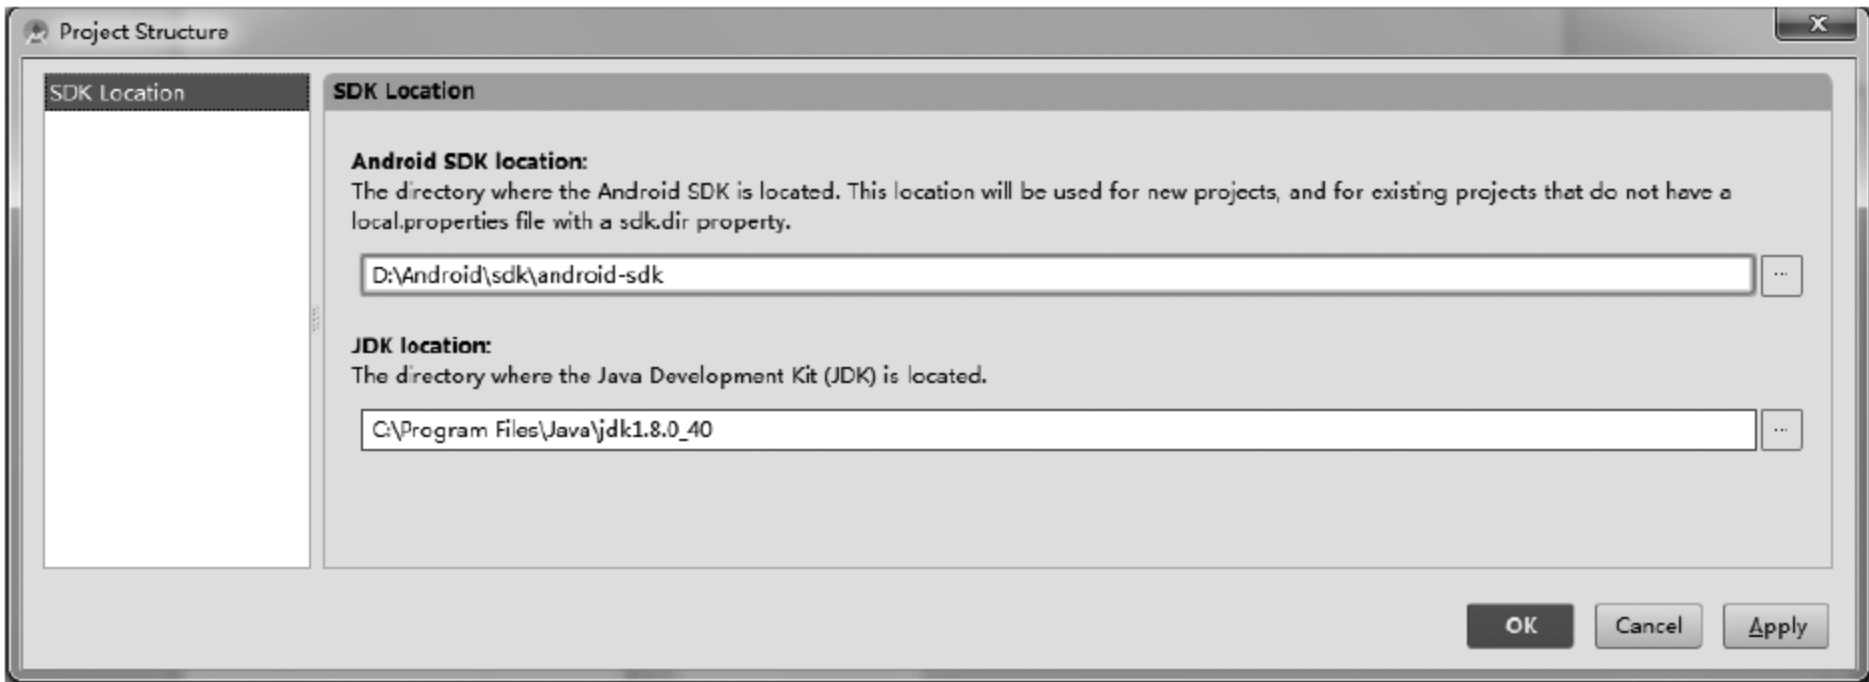 Project Structure
SDK Location
SDK Location
Android SDK location:
The directory where the Android SDK is located. This location will be used for new projects, and for existing projects that do not have a
local.properties file with a sdk.dir property.
D:\Android\sdk\android-sdk
...
JDK location:
The directory where the Java Development Kit (JDK) is located.
C:\Program Files\Java\jdk1.8.0_40
...
OK
Cancel
Apply